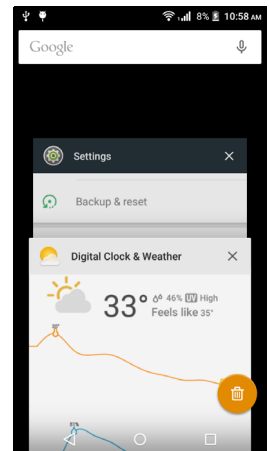 8% 10:58 AM
Google
Settings
Backup & reset
Digital Clock & Weather
33° 46% UV High
Feels like 35°